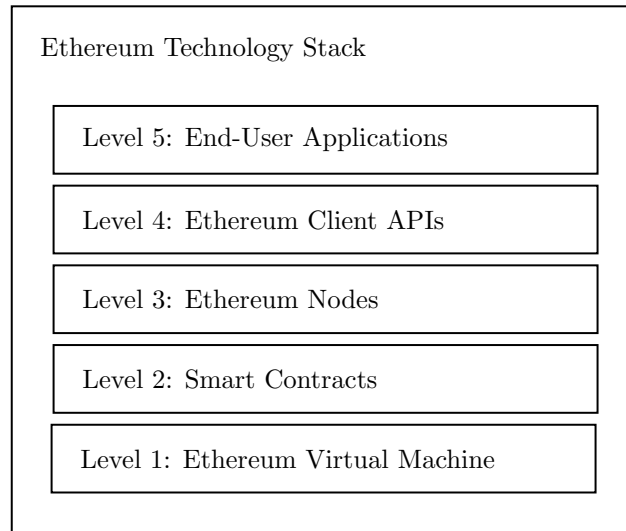 Ethereum Technology Stack
Level 5: End-User Applications
Level 4: Ethereum Client APIs
Level 3: Ethereum Nodes
Level 2: Smart Contracts
Level 1: Ethereum Virtual Machine